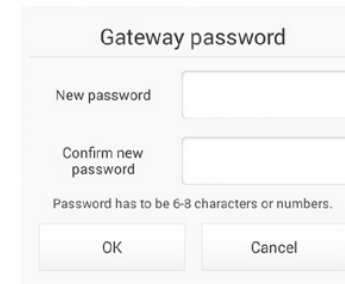 Gateway password
New password
Confirm new
password
Password has to be 6-8 characters or numbers.
OK
Cancel